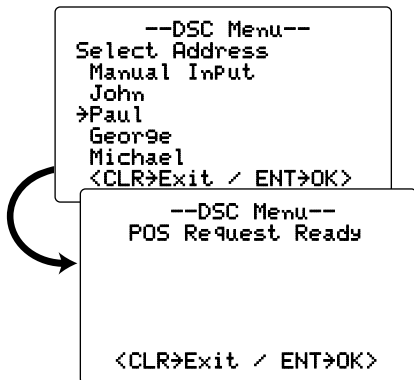 --DSC Menu--
Select Address
Manual Input
John
→Paul
George
Michael
<CLR→Exit / ENT→OK>
--DSC Menu--
POS Request Ready
<CLR→Exit / ENT→OK>